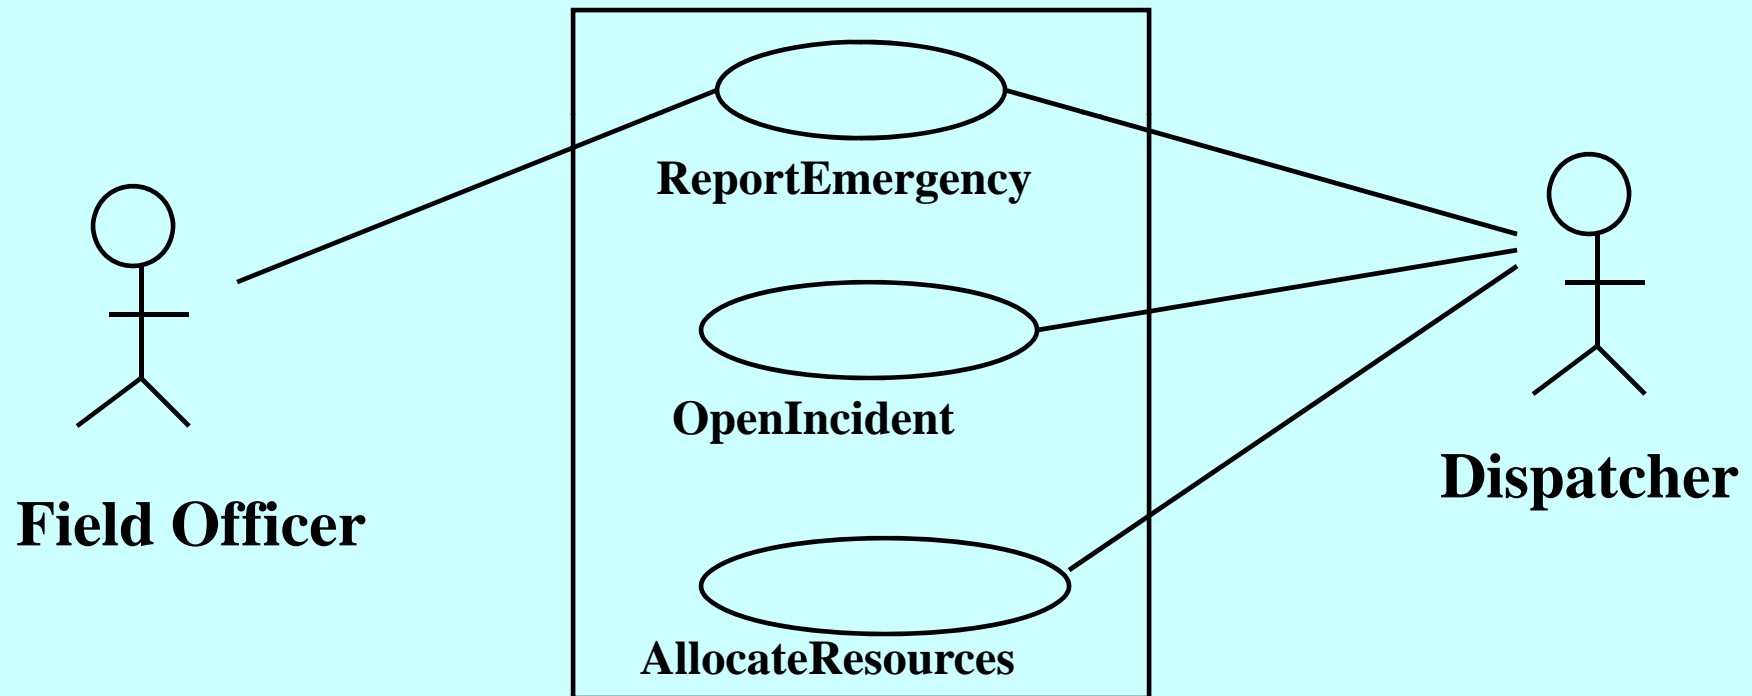 ReportEmergency
OpenIncident
Dispatcher
Field Officer
AllocateResources